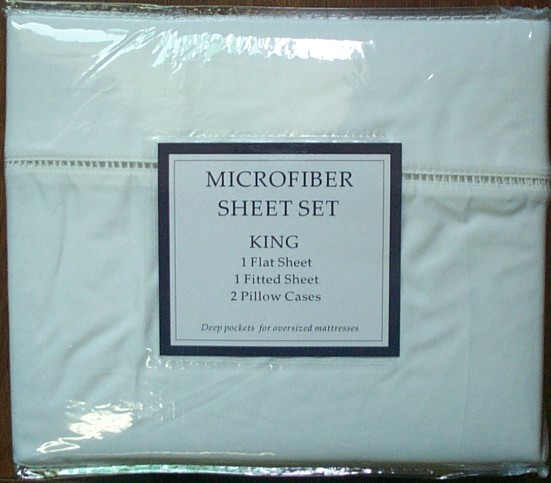 MICROFIBER
SHEET SET
KING
1 Flat Sheet
1 Fitted Sheet
2 Pillow Cases
Deep pockets for oversized mattresses